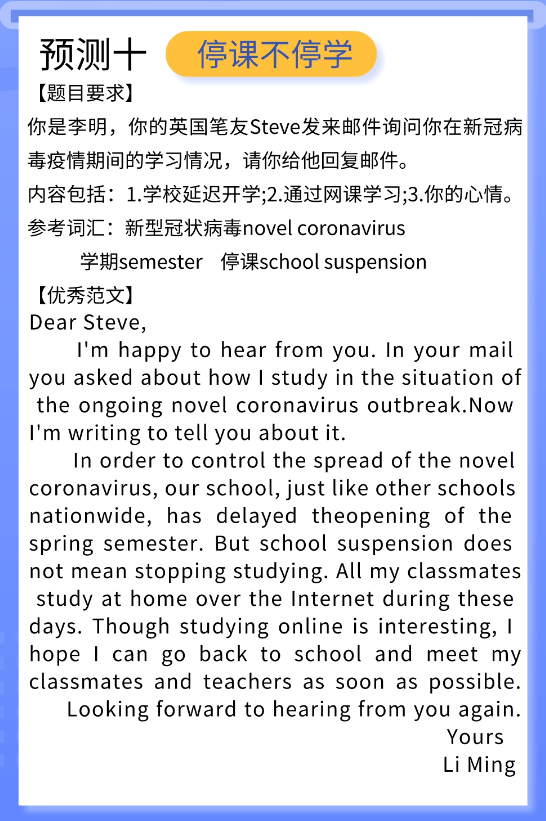 预测十 停课不停学
【题目要求】
你是李明，你的英国笔友Steve发来邮件询问你在新冠病
毒疫情期间的学习情况，请你给他回复邮件。
内容包括：1.学校延迟开学;2.通过网课学习;3.你的心情。
参考词汇：新型冠状病毒novel coronavirus
学期semester 停课school suspension
【优秀范文】
Dear Steve,
I'm happy to hear from you. In your mail
you asked about how I study in the situation of
the ongoing novel coronavirus outbreak.Now
I'm writing to tell you about it.
In order to control the spread of the novel
coronavirus, our school, just like other schools
nationwide, has delayed theopening of the
spring semester. But school suspension does
not mean stopping studying. All my classmates
study at home over the Internet during these
days. Though studying online is interesting, I
hope I can go back to school and meet my
classmates and teachers as soon as possible.
Looking forward to hearing from you again.
Yours
Li Ming